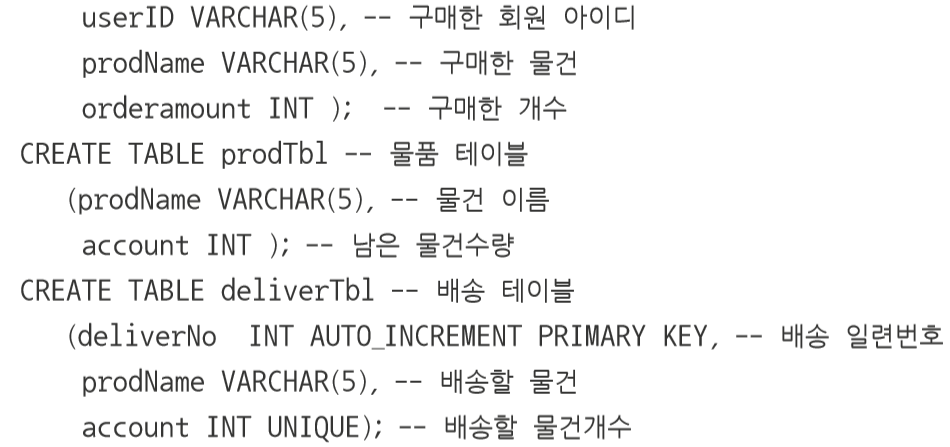 userID VARCHAR(5), -- 구매한 회원 아이디
prodName VARCHAR(5), -- 구매한 물건
orderamount INT );  -- 구매한 개수
CREATE TABLE prodTbl -- 물품 테이블
(prodName VARCHAR(5), -- 물건 이름
account INT ); -- 남은 물건수량
CREATE TABLE deliverTbl -- 배송 테이블
(deliverNo  INT AUTO_INCREMENT PRIMARY KEY, -- 배송 일련번호
prodName VARCHAR(5), -- 배송할 물건
account INT UNIQUE); -- 배송할 물건개수